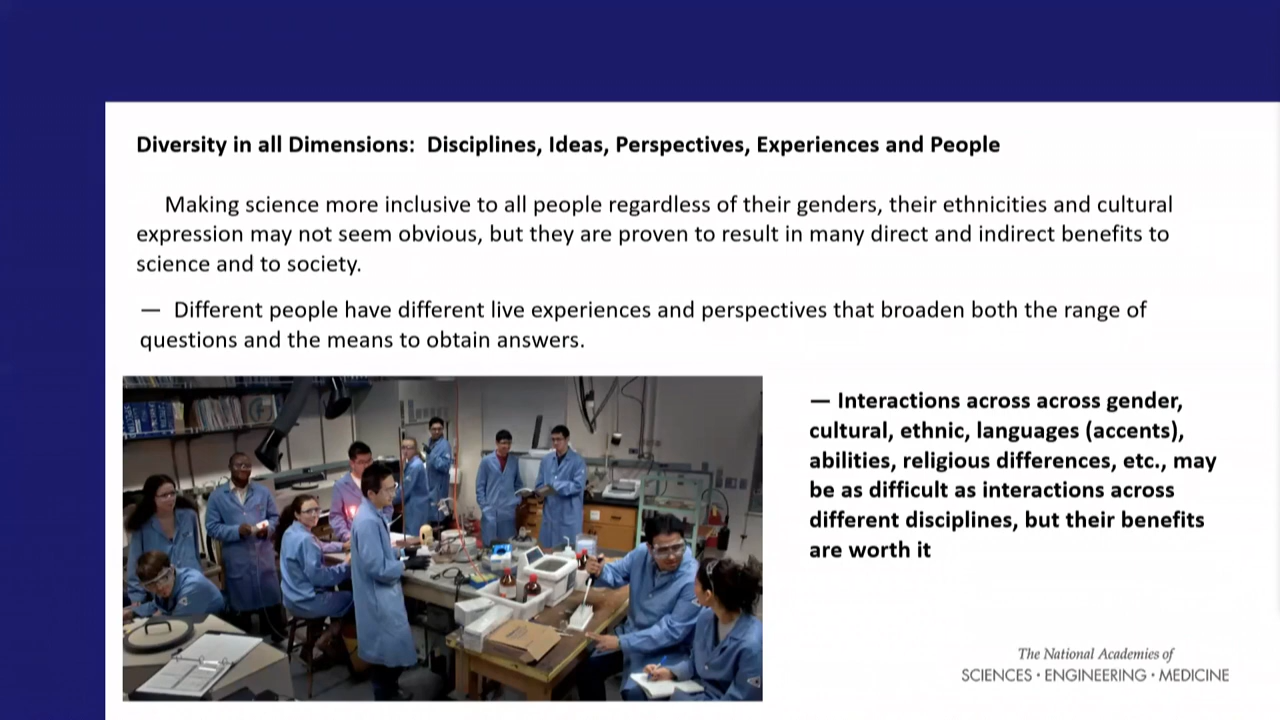 Diversity in all Dimensions:  Disciplines, Ideas, Perspectives, Experiences and People
Making science more inclusive to all people regardless of their genders, their ethnicities and cultural
expression may not seem obvious, but they are proven to result in many direct and indirect benefits to
science and to society.
— Different people have different live experiences and perspectives that broaden both the range of
questions and the means to obtain answers.
— Interactions across across gender,
cultural, ethnic, languages (accents),
abilities, religious differences, etc., may
be as difficult as interactions across
different disciplines, but their benefits
are worth it
The National Academies of
SCIENCES · ENGINEERING · MEDICINE